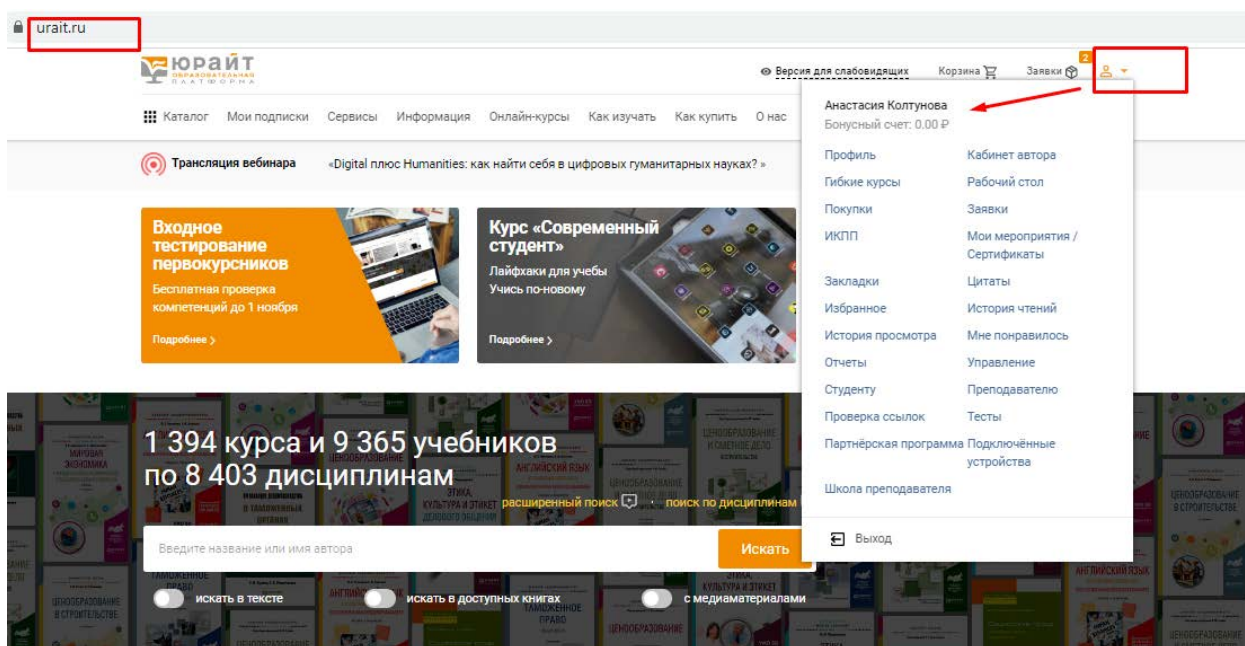 urait.ru
юрайт
ОБРАЗОВАТЕЛЬНАЯ
ПЛАТФОРМА
Версия для слабовидящих Корзина Заявки 2
Каталог Мои подписки Сервисы Информация Онлайн-курсы Как изучать Как купить О нас
Трансляция вебинара «Digital плюс Humanities: как найти себя в цифровых гуманитарных науках? »
Анастасия Колтунова
Бонусный счет: 0.00 ₽
Профиль Кабинет автора
Гибкие курсы Рабочий стол
Покупки Заявки
ИКПП Мои мероприятия /
Сертификаты
Закладки Цитаты
Избранное История чтений
История просмотра Мне понравилось
Отчеты Управление
Студенту Преподавателю
Проверка ссылок Тесты
Партнёрская программа Подключённые
устройства
Школа преподавателя
Выход
Входное
тестирование
первокурсников
Бесплатная проверка
компетенций до 1 ноября
Подробнее
Курс «Современный
студент»
Лайфхаки для учебы
Учись по-новому
Подробнее
1 394 курса и 9 365 учебников
по 8 403 дисциплинам
расширенный поиск · поиск по дисциплинам
Введите название или имя автора Искать
искать в тексте искать в доступных книгах с медиаматериалами